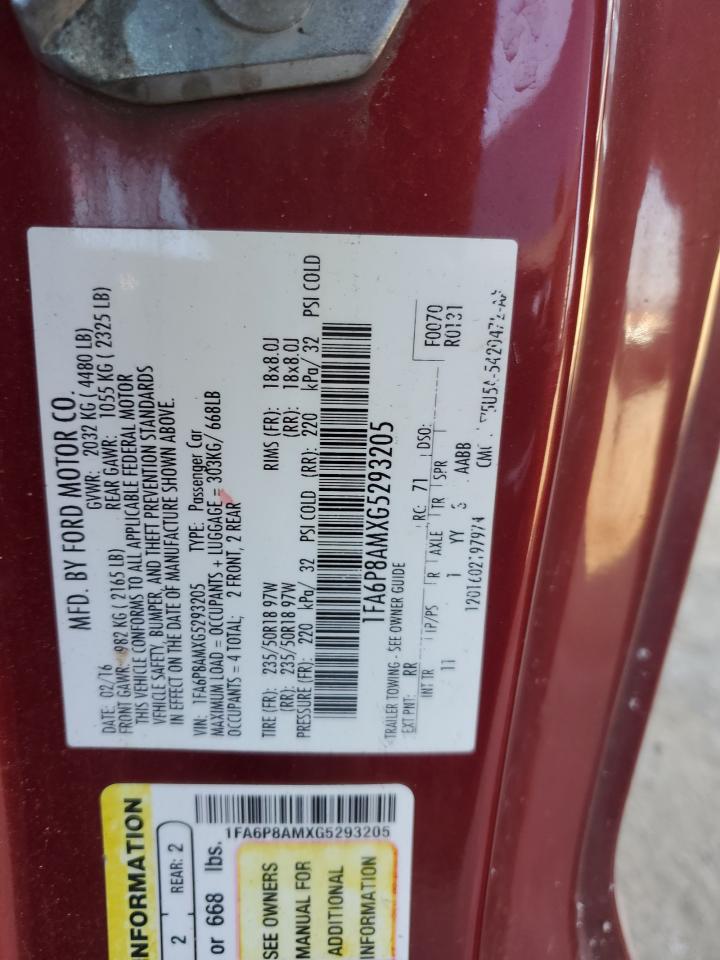 MFD. BY FORD MOTOR CO.
DATE: 02/16 GVWR: 2032 KG ( 4480 LB)
FRONT GAWR: 982 KG ( 2165 LB) REAR GAWR: 1055 KG ( 2325 LB)
THIS VEHICLE CONFORMS TO ALL APPLICABLE FEDERAL MOTOR
VEHICLE SAFETY, BUMPER, AND THEFT PREVENTION STANDARDS
IN EFFECT ON THE DATE OF MANUFACTURE SHOWN ABOVE.
VIN: 1FA6P8AMXG5293205 TYPE: Passenger Car
MAXIMUM LOAD = OCCUPANTS + LUGGAGE = 303KG/ 668LB
OCCUPANTS = 4 TOTAL; 2 FRONT, 2 REAR
TIRE (FR): 235/50R18 97W RIMS (FR): 18x8.0J
(RR): 235/50R18 97W (RR): 18x8.0J
PRESSURE (FR): 220 kPa/ 32 PSI COLD (RR): 220 kPa/ 32 PSI COLD
1FA6P8AMXG5293205
F0070
R0131
TRAILER TOWING - SEE OWNER GUIDE
EXT PNT: RR RC: 71 DSO:
INT TR TP/PS R AXLE TR SPR
11 1 YY AABB
CMC
1FA6P8AMXG5293205
INFORMATION
2 REAR: 2
or 668 lbs.
SEE OWNERS
MANUAL FOR
ADDITIONAL
INFORMATION